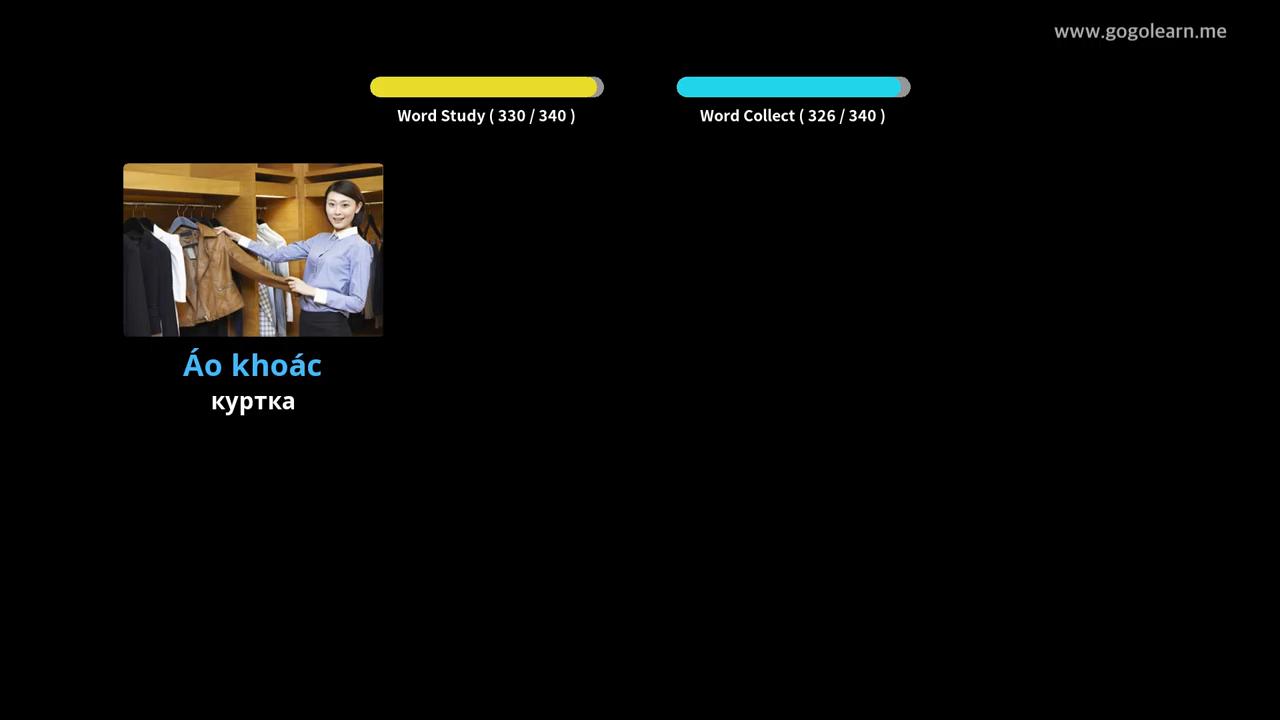 www.gogolearn.me
Word Study ( 330 / 340 )
Word Collect ( 326 / 340 )
Áo khoác
куртка